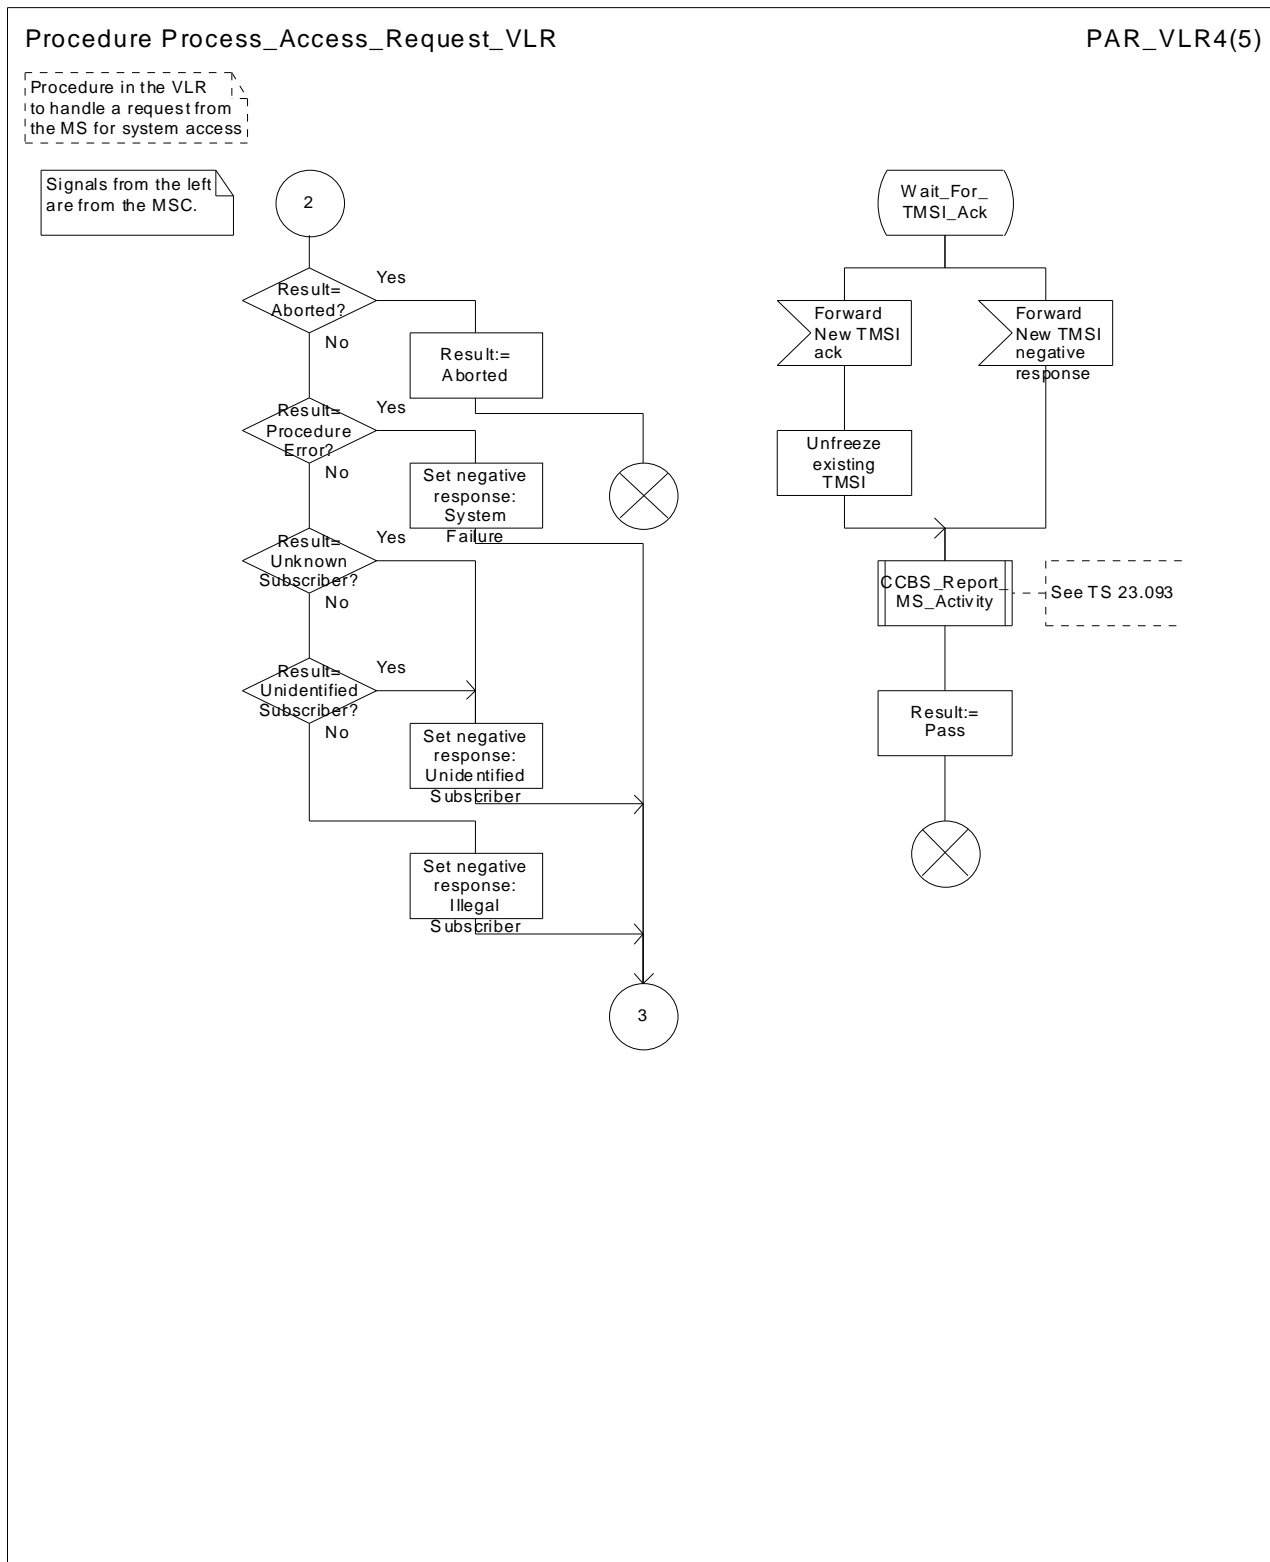 Procedure Process_Access_Request_VLR
PAR_VLR4(5)
Procedure in the VLR
to handle a request from
the MS for system access
Signals from the left
are from the MSC.
2
Result=
Aborted?
Yes
No
Result:=
Aborted
Result=
Procedure
Error?
Yes
No
Set negative
response:
System
Failure
Result=
Unknown
Subscriber?
Yes
No
Result=
Unidentified
Subscriber?
Yes
No
Set negative
response:
Unidentified
Subscriber
Set negative
response:
Illegal
Subscriber
3
Wait_For_
TMSI_Ack
Forward
New TMSI
ack
Forward
New TMSI
negative
response
Unfreeze
existing
TMSI
CCBS_Report_
MS_Activity
See TS 23.093
Result:=
Pass